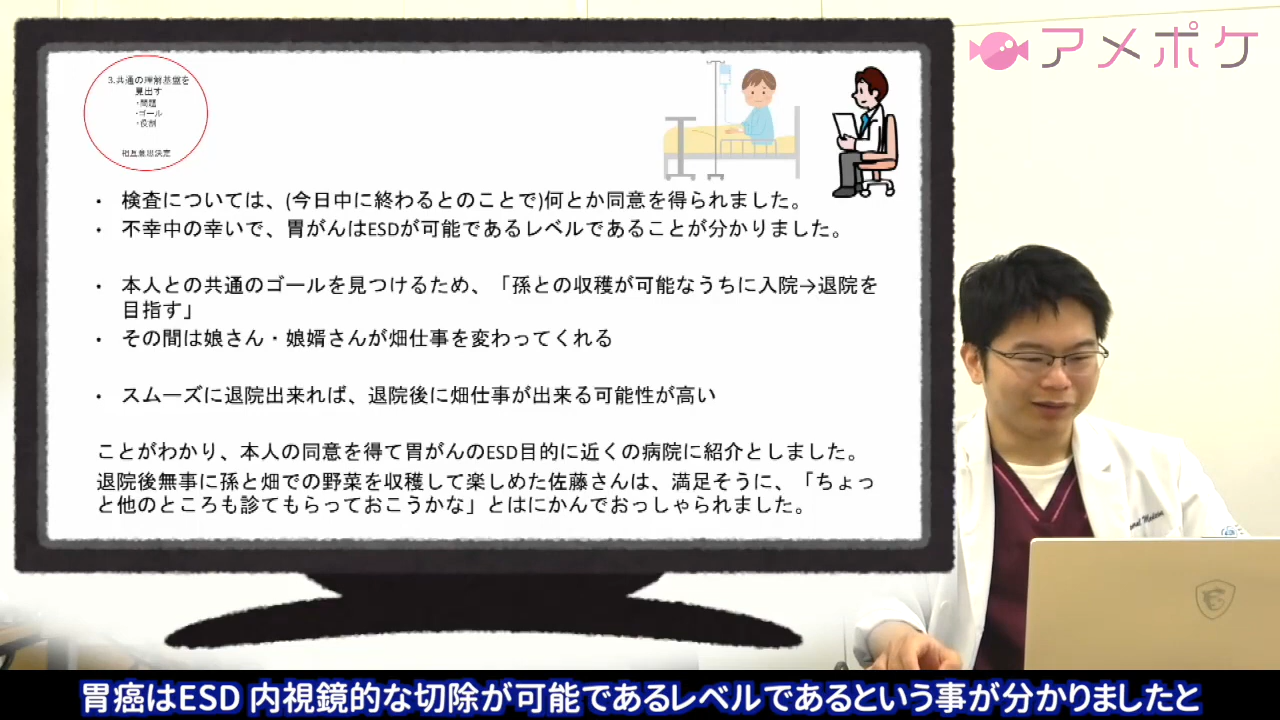 アメポケ
3.共通の理解基盤を
見出す
・問題
・ゴール
・役割
相互意思決定
• 検査については、(今日中に終わるとのことで)何とか同意を得られました。
• 不幸中の幸いで、胃がんはESDが可能であるレベルであることが分かりました。
• 本人との共通のゴールを見つけるため、「孫との収穫が可能なうちに入院→退院を
目指す」
• その間は娘さん・娘婿さんが畑仕事を変わってくれる
• スムーズに退院出来れば、退院後に畑仕事が出来る可能性が高い
ことがわかり、本人の同意を得て胃がんのESD目的に近くの病院に紹介としました。
退院後無事に孫と畑での野菜を収穫して楽しめた佐藤さんは、満足そうに、「ちょっ
と他のところも診てもらっておこうかな」とはにかんでおっしゃられました。
胃癌はESD 内視鏡的な切除が可能であるレベルであるという事が分かりましたと